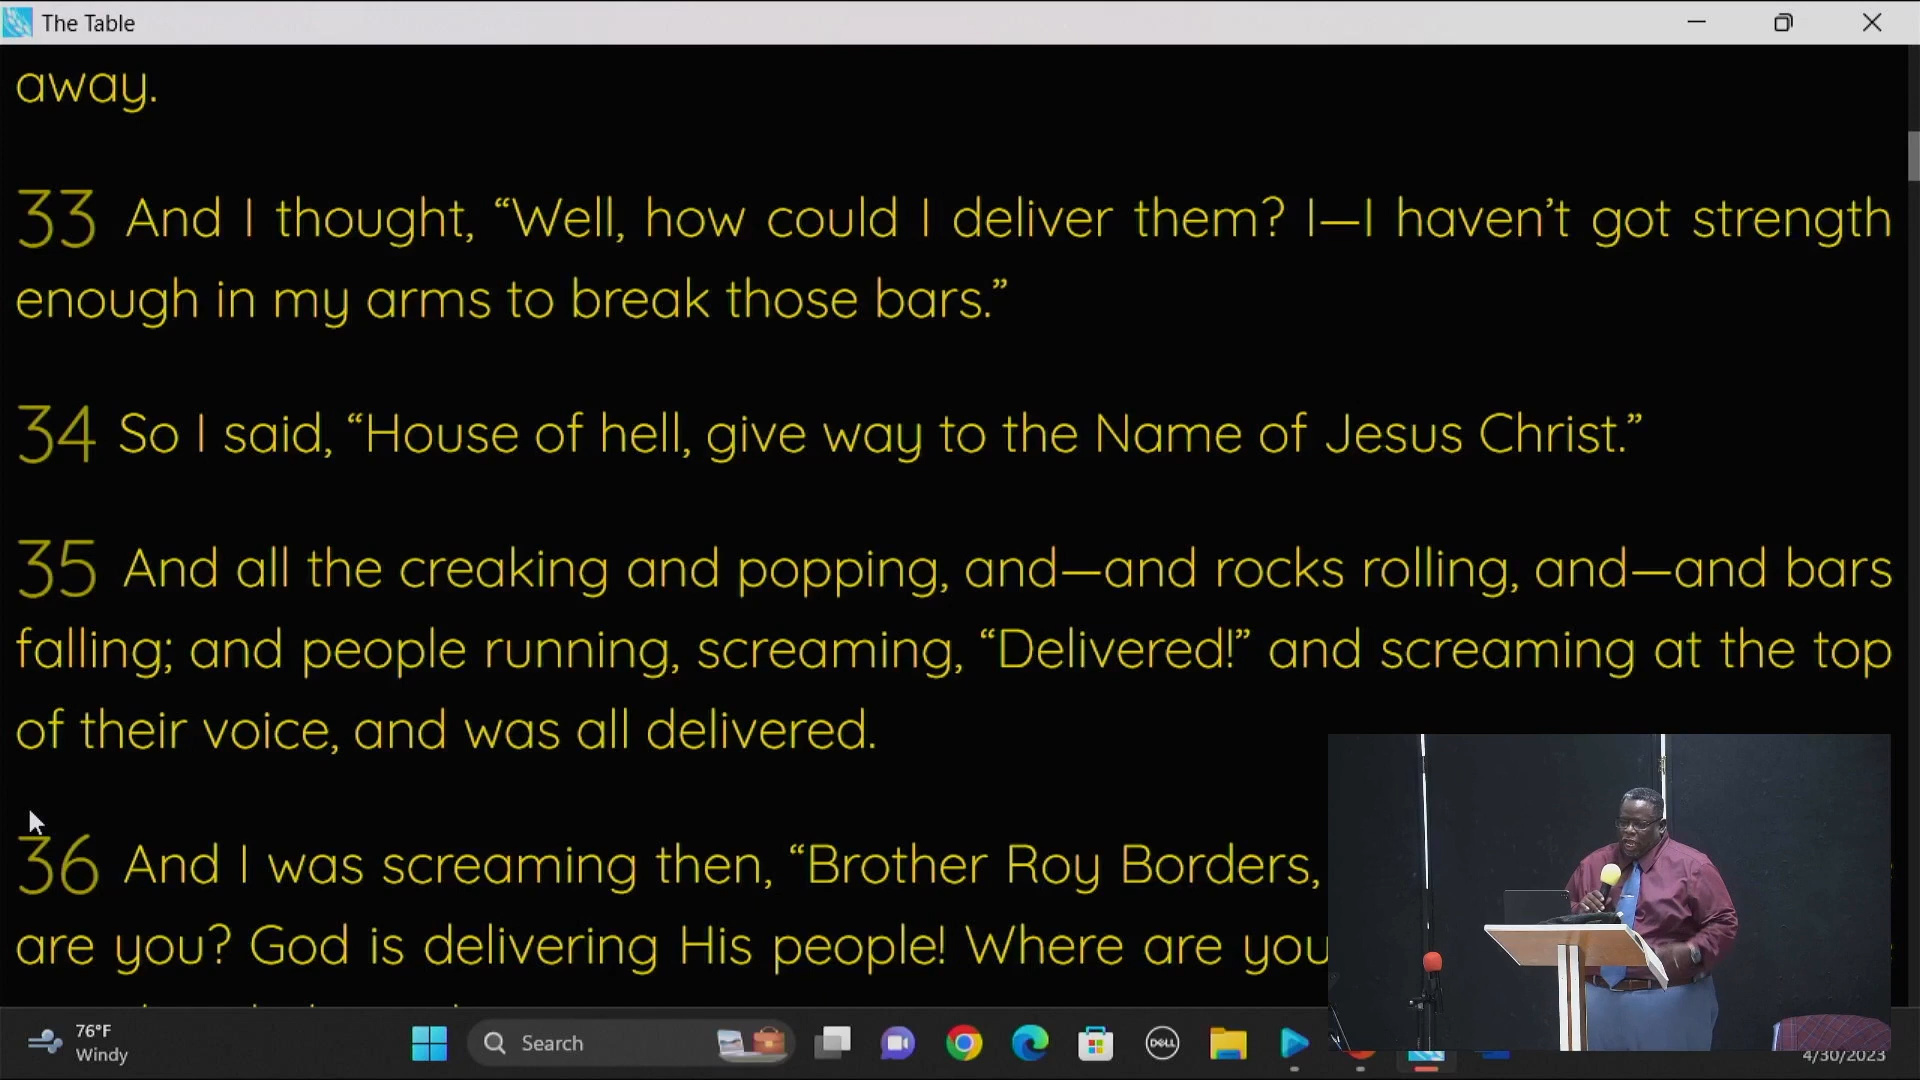 The Table
away.
33 And I thought, “Well, how could I deliver them? I—I haven’t got strength
enough in my arms to break those bars.”
34 So I said, “House of hell, give way to the Name of Jesus Christ.”
35 And all the creaking and popping, and—and rocks rolling, and—and bars
falling; and people running, screaming, “Delivered!” and screaming at the top
of their voice, and was all delivered.
36 And I was screaming then, “Brother Roy Borders,
are you? God is delivering His people! Where are you
76°F
Windy
Search
DELL
4/30/2023